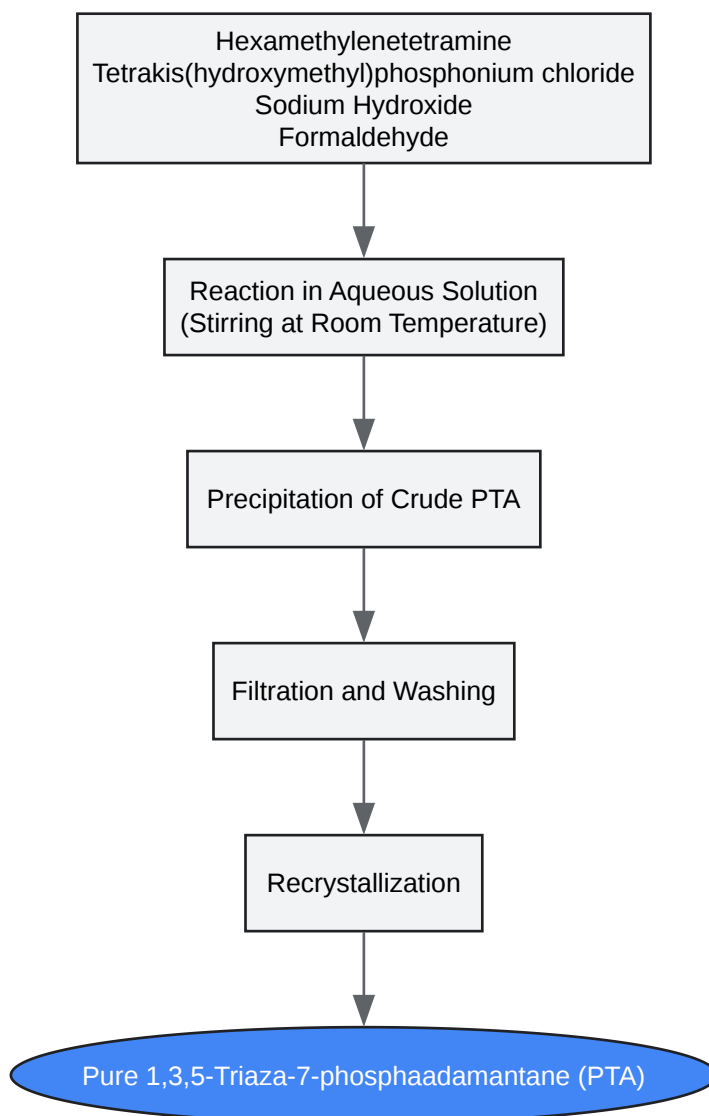 Hexamethylenetetramine
Tetrakis(hydroxymethyl)phosphonium chloride
Sodium Hydroxide
Formaldehyde
Reaction in Aqueous Solution
(Stirring at Room Temperature)
Precipitation of Crude PTA
Filtration and Washing
Recrystallization
Pure 1,3,5-Triaza-7-phosphaadamantane (PTA)